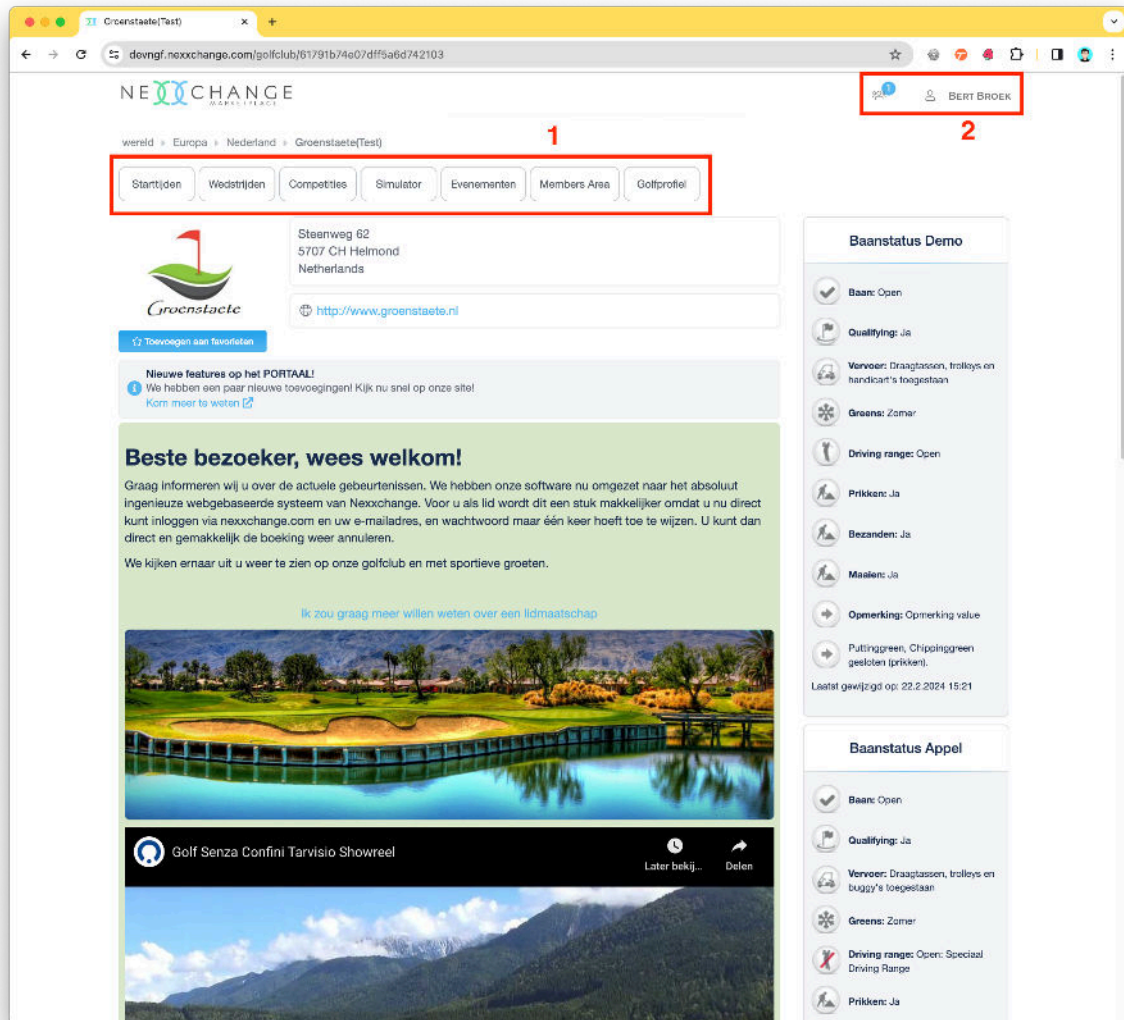 Groenstaete(Test)
devngf.nexxchange.com/golfclub/61791b74e07dff5a6d742103
NEXXCHANGE
MARKETPLACE
1
BERT BROEK
2
wereld Europa Nederland Groenstaete(Test)
1
Starttijden Wedstrijden Competities Simulator Evenementen Members Area Golfprofiel
Groenstaete
Steenweg 62
5707 CH Helmond
Netherlands
http://www.groenstaete.nl
Toevoegen aan favorieten
Nieuwe features op het PORTAAL!
We hebben een paar nieuwe toevoegingen! Kijk nu snel op onze site!
Kom meer te weten
Beste bezoeker, wees welkom!
Graag informeren wij u over de actuele gebeurtenissen. We hebben onze software nu omgezet naar het absoluut
ingenieuze webgebaseerde systeem van Nexxchange. Voor u als lid wordt dit een stuk makkelijker omdat u nu direct
kunt inloggen via nexxchange.com en uw e-mailadres, en wachtwoord maar één keer hoeft toe te wijzen. U kunt dan
direct en gemakkelijk de boeking weer annuleren.
We kijken ernaar uit u weer te zien op onze golfclub en met sportieve groeten.
Ik zou graag meer willen weten over een lidmaatschap
Golf Senza Confini Tarvisio Showreel
Later bekij...
Delen
Baanstatus Demo
Baan: Open
Qualifying: Ja
Vervoer: Draagtassen, trolleys en
handicart's toegestaan
Greens: Zomer
Driving range: Open
Prikken: Ja
Bezanden: Ja
Maaien: Ja
Opmerking: Opmerking value
Puttinggreen, Chippinggreen
gesloten (prikken).
Laatst gewijzigd op: 22.2.2024 15:21
Baanstatus Appel
Baan: Open
Qualifying: Ja
Vervoer: Draagtassen, trolleys en
buggy's toegestaan
Greens: Zomer
Driving range: Open: Speciaal
Driving Range
Prikken: Ja